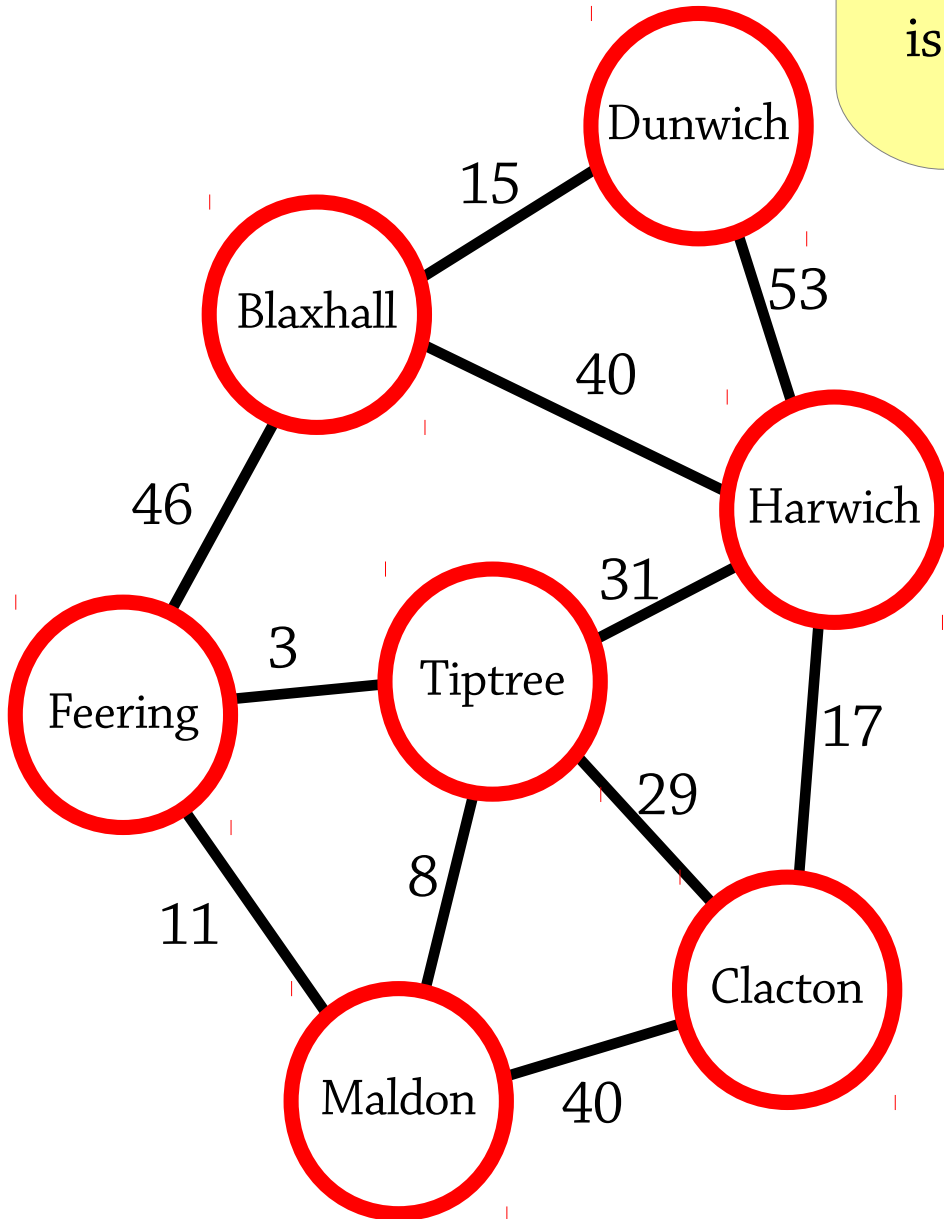 is
Dunwich
15
53
Blaxhall
40
46
Harwich
31
3
Tiptree
Feering
17
29
8
11
Clacton
Maldon
40